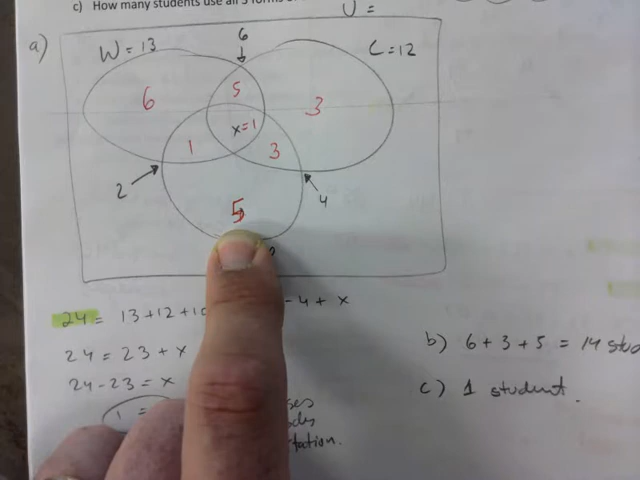 c) How many students use all 3 forms
U =
a)
W = 13
6
C = 12
6
5
3
x=1
1
3
2
4
5
24 = 13+12+10 - 4 + x
24 = 23 + x
b) 6 + 3 + 5 = 14
24 - 23 = x
c) 1 student.
1 =